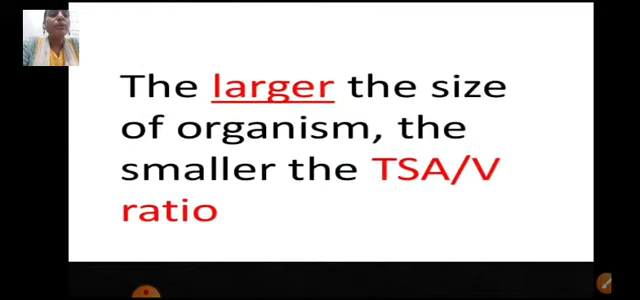 The larger the size
of organism, the
smaller the TSA/V
ratio